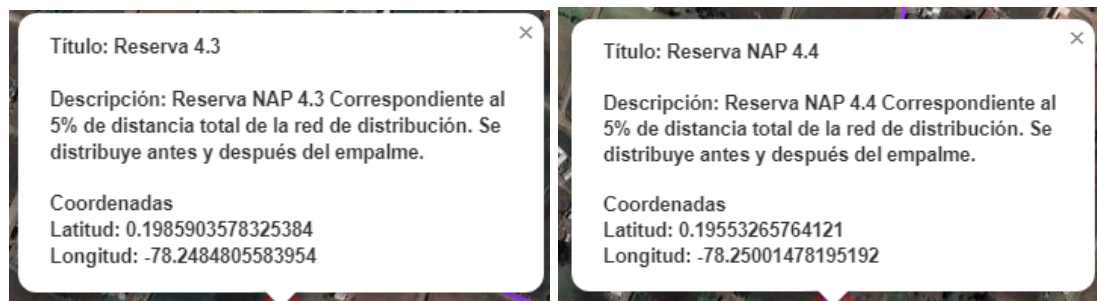 Título: Reserva 4.3
Descripción: Reserva NAP 4.3 Correspondiente al
5% de distancia total de la red de distribución. Se
distribuye antes y después del empalme.
Coordenadas
Latitud: 0.1985903578325384
Longitud: -78.2484805583954
Título: Reserva NAP 4.4
Descripción: Reserva NAP 4.4 Correspondiente al
5% de distancia total de la red de distribución. Se
distribuye antes y después del empalme.
Coordenadas
Latitud: 0.19553265764121
Longitud: -78.25001478195192